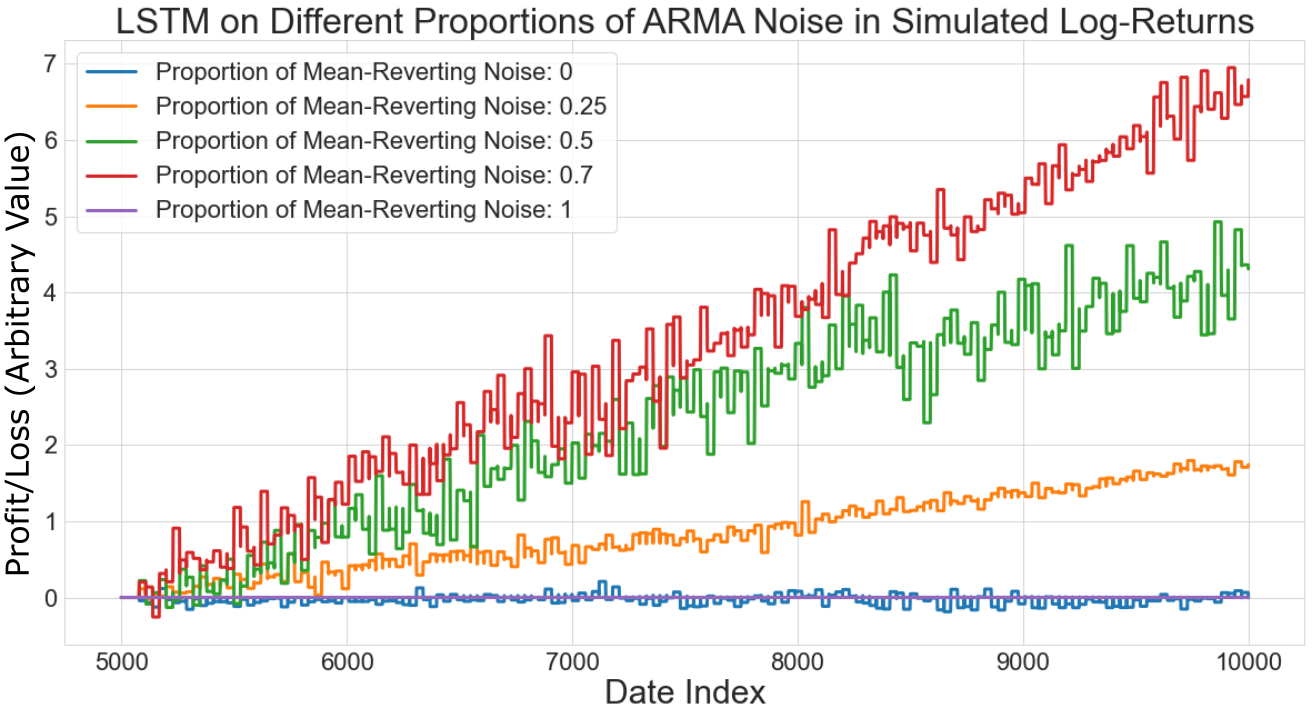 LSTM on Different Proportions of ARMA Noise in Simulated Log-Returns
Profit/Loss (Arbitrary Value)
7
6
5
4
3
2
1
0
Proportion of Mean-Reverting Noise: 0
Proportion of Mean-Reverting Noise: 0.25
Proportion of Mean-Reverting Noise: 0.5
Proportion of Mean-Reverting Noise: 0.7
Proportion of Mean-Reverting Noise: 1
5000 6000 7000 8000 9000 10000
Date Index